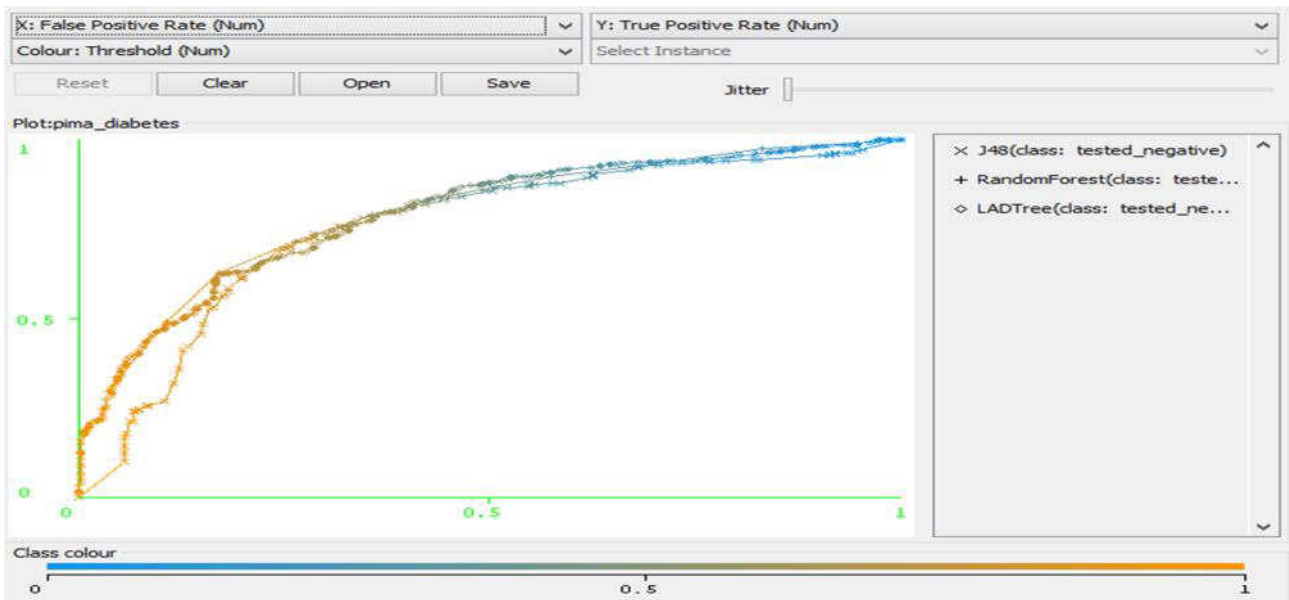 X: False Positive Rate (Num)
Y: True Positive Rate (Num)
Colour: Threshold (Num)
Select Instance
Reset
Clear
Open
Save
Jitter
Plot:pima_diabetes
1
0.5
0
0
0.5
1
J48(class: tested_negative)
RandomForest(class: teste...
LADTree(class: tested_ne...
Class colour
0
0.5
1